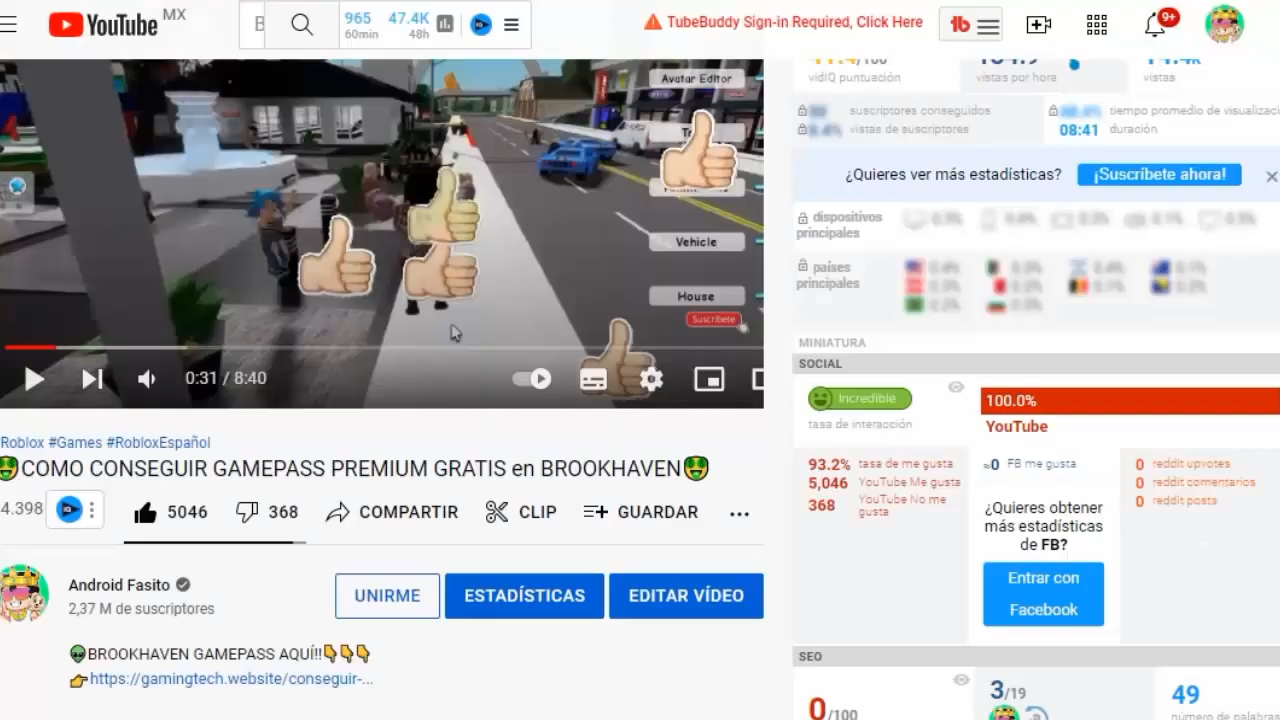 YouTube MX
965 47.4K
60min 48h
TubeBuddy Sign-in Required, Click Here
9+
Avatar Editor
Vehicle
House
Suscríbete
0:31 / 8:40
Roblox #Games #RobloxEspañol
COMO CONSEGUIR GAMEPASS PREMIUM GRATIS en BROOKHAVEN
4.398
5046
368
COMPARTIR
CLIP
GUARDAR
Android Fasito
2,37 M de suscriptores
UNIRME
ESTADÍSTICAS
EDITAR VÍDEO
BROOKHAVEN GAMEPASS AQUÍ!!
https://gamingtech.website/conseguir-...
vidIQ puntuación
vistas por hora
vistas
suscriptores conseguidos
vistas de suscriptores
tiempo promedio de visualizac
08:41 duración
¿Quieres ver más estadísticas?
¡Suscríbete ahora!
dispositivos
principales
países
principales
MINIATURA
SOCIAL
Incredible
tasa de interacción
100.0%
YouTube
93.2% tasa de me gusta
5,046 YouTube Me gusta
368 YouTube No me
gusta
≈0 FB me gusta
¿Quieres obtener
más estadísticas
de FB?
Entrar con
Facebook
0 reddit upvotes
0 reddit comentarios
0 reddit posts
SEO
0/100
3/19
49
número de palabras